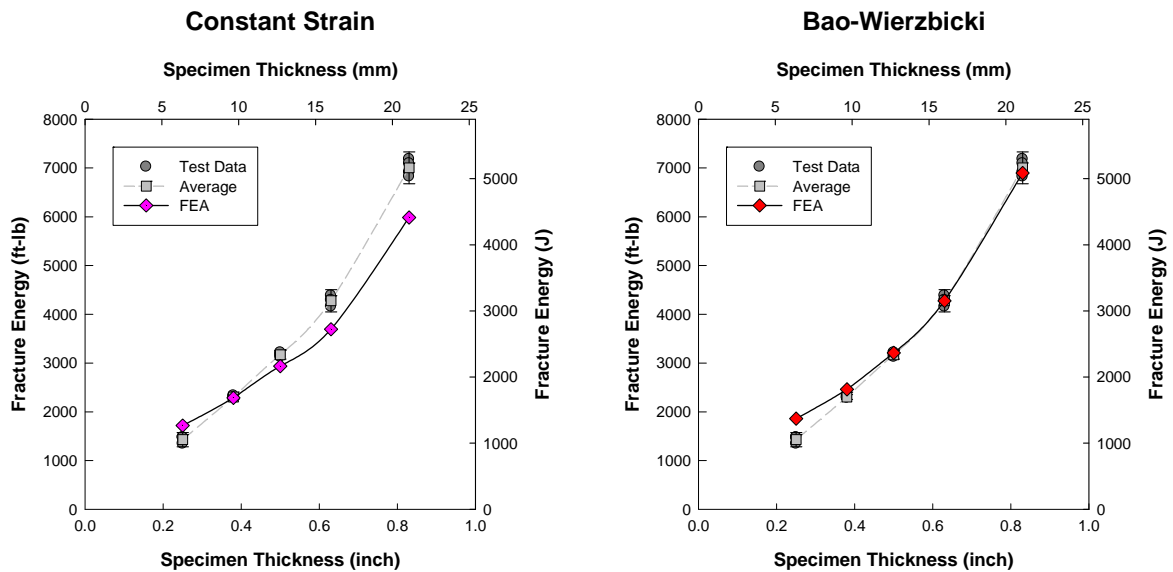 Constant Strain
Specimen Thickness (mm)
0 5 10 15 20 25
8000
7000
6000
5000
4000
3000
2000
1000
0
Fracture Energy (ft-lb)
Test Data
Average
FEA
5000
4000
3000
2000
1000
0
Fracture Energy (J)
0.0 0.2 0.4 0.6 0.8 1.0
Specimen Thickness (inch)
Bao-Wierzbicki
Specimen Thickness (mm)
0 5 10 15 20 25
8000
7000
6000
5000
4000
3000
2000
1000
0
Fracture Energy (ft-lb)
Test Data
Average
FEA
5000
4000
3000
2000
1000
0
Fracture Energy (J)
0.0 0.2 0.4 0.6 0.8 1.0
Specimen Thickness (inch)